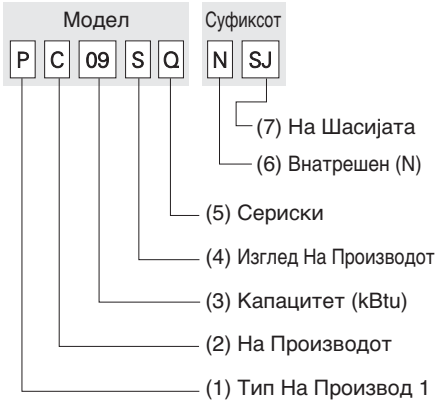 Модел Суфиксот
P C 09 S Q N SJ
(7) На Шасијата
(6) Внатрешен (N)
(5) Сериски
(4) Изглед На Производот
(3) Капацитет (kBtu)
(2) На Производот
(1) Тип На Произвoд 1